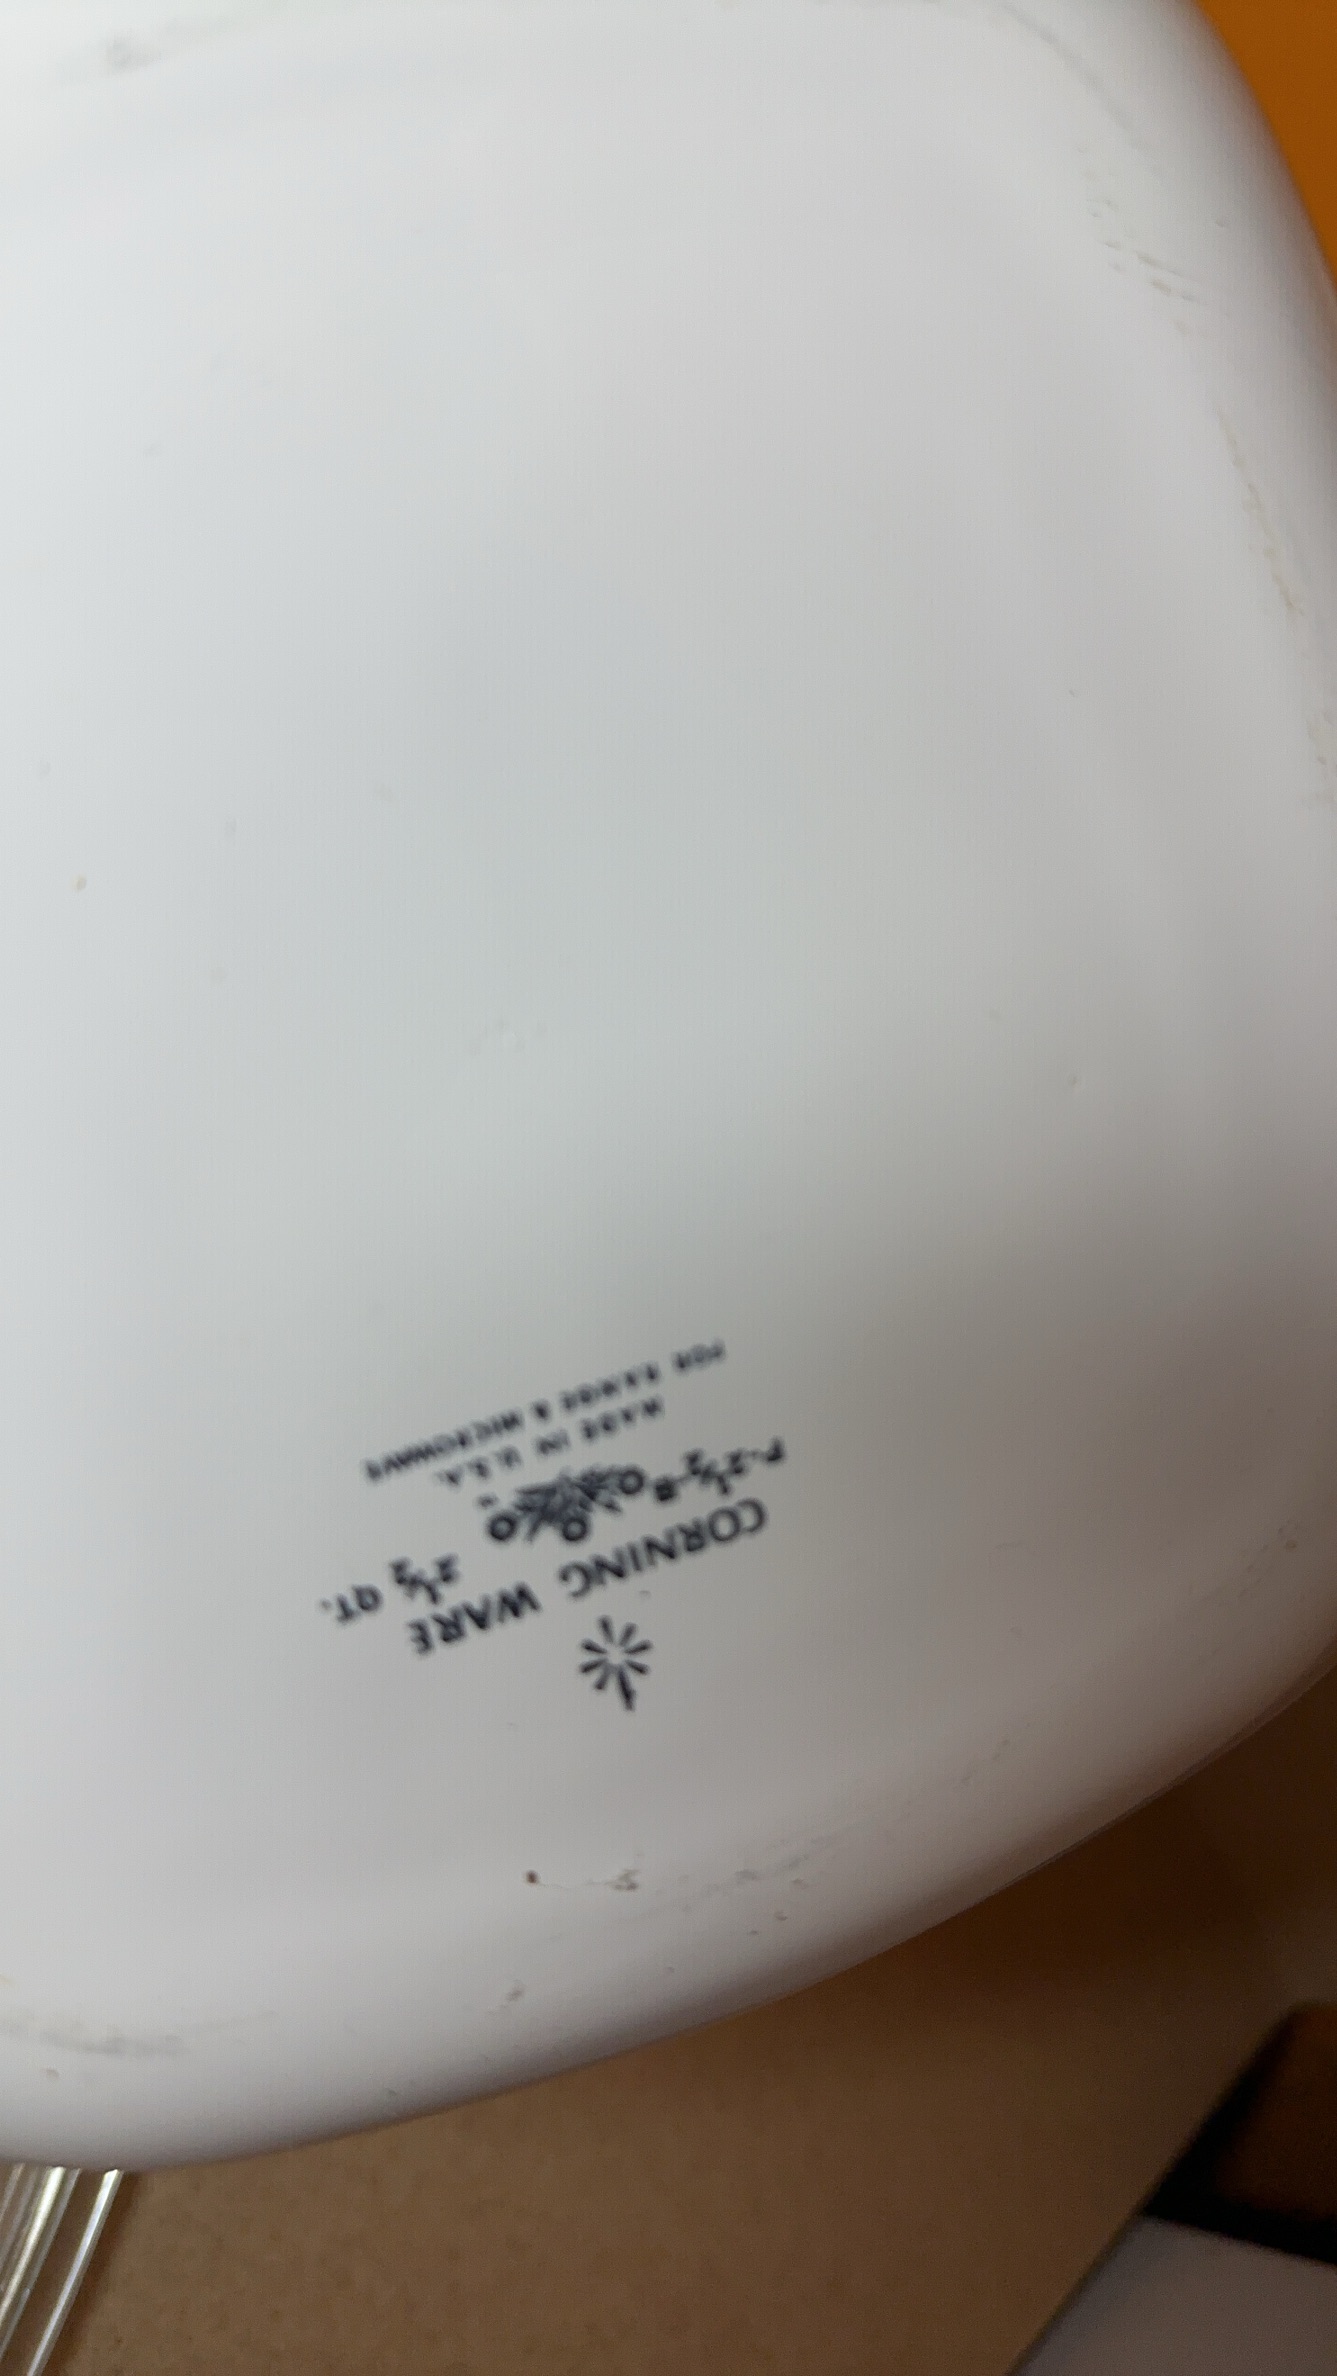 CORNING WARE
P-2½-B 2½ QT.
MADE IN U.S.A.
FOR RANGE & MICROWAVE